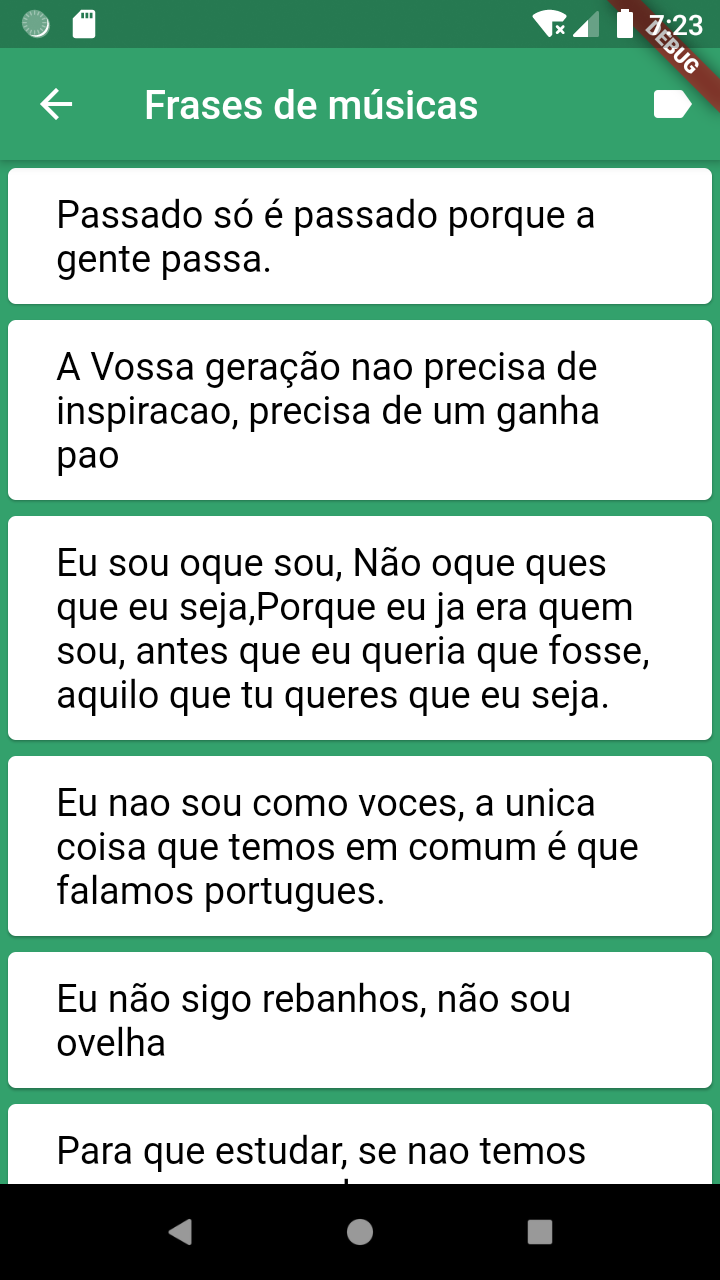 7:23
DEBUG
Frases de músicas
Passado só é passado porque a
gente passa.
A Vossa geração nao precisa de
inspiracao, precisa de um ganha
pao
Eu sou oque sou, Não oque ques
que eu seja,Porque eu ja era quem
sou, antes que eu queria que fosse,
aquilo que tu queres que eu seja.
Eu nao sou como voces, a unica
coisa que temos em comum é que
falamos portugues.
Eu não sigo rebanhos, não sou
ovelha
Para que estudar, se nao temos